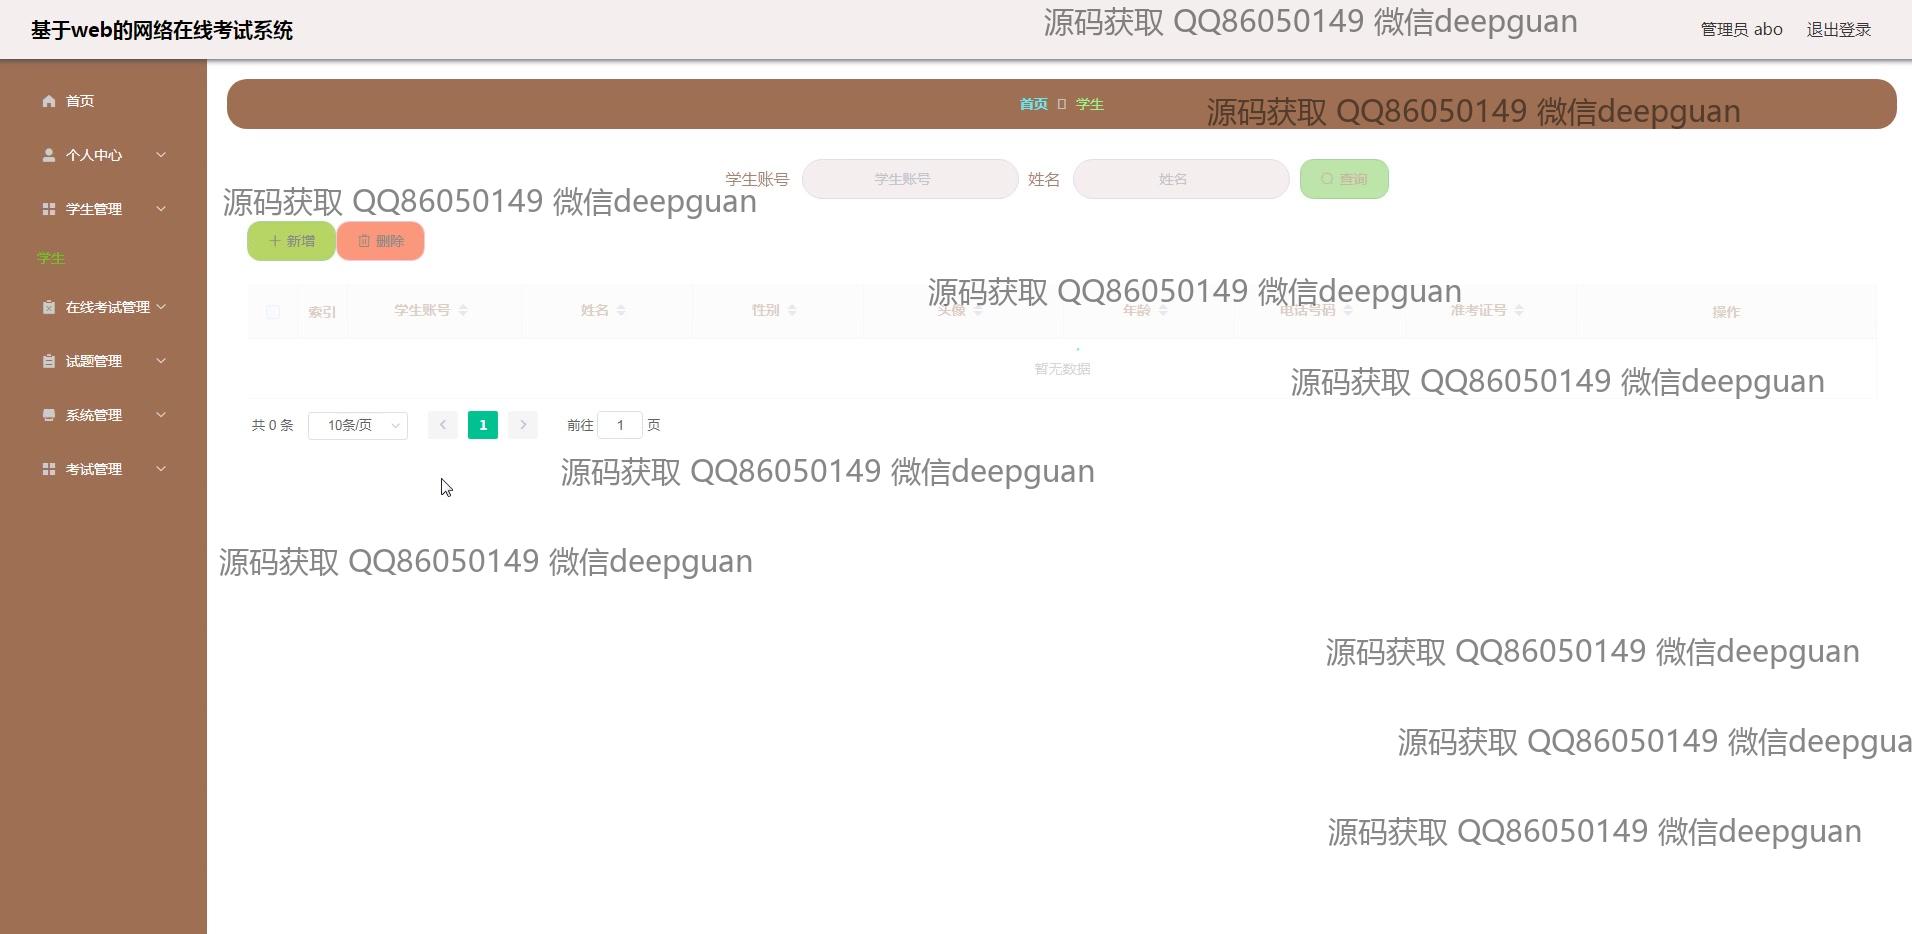 基于web的网络在线考试系统
源码获取 QQ86050149 微信deepguan
管理员 abo 退出登录
首页
首页 学生
源码获取 QQ86050149 微信deepguan
个人中心
学生账号 学生账号 姓名 姓名 查询
学生管理
源码获取 QQ86050149 微信deepguan
新增 删除
学生
源码获取 QQ86050149 微信deepguan
在线考试管理
索引 学生账号 姓名 性别 头像 年龄 电话号码 准考证号 操作
试题管理
暂无数据
源码获取 QQ86050149 微信deepguan
系统管理
共 0 条 10条/页 1 前往 1 页
考试管理
源码获取 QQ86050149 微信deepguan
源码获取 QQ86050149 微信deepguan
源码获取 QQ86050149 微信deepguan
源码获取 QQ86050149 微信deepgua
源码获取 QQ86050149 微信deepguan